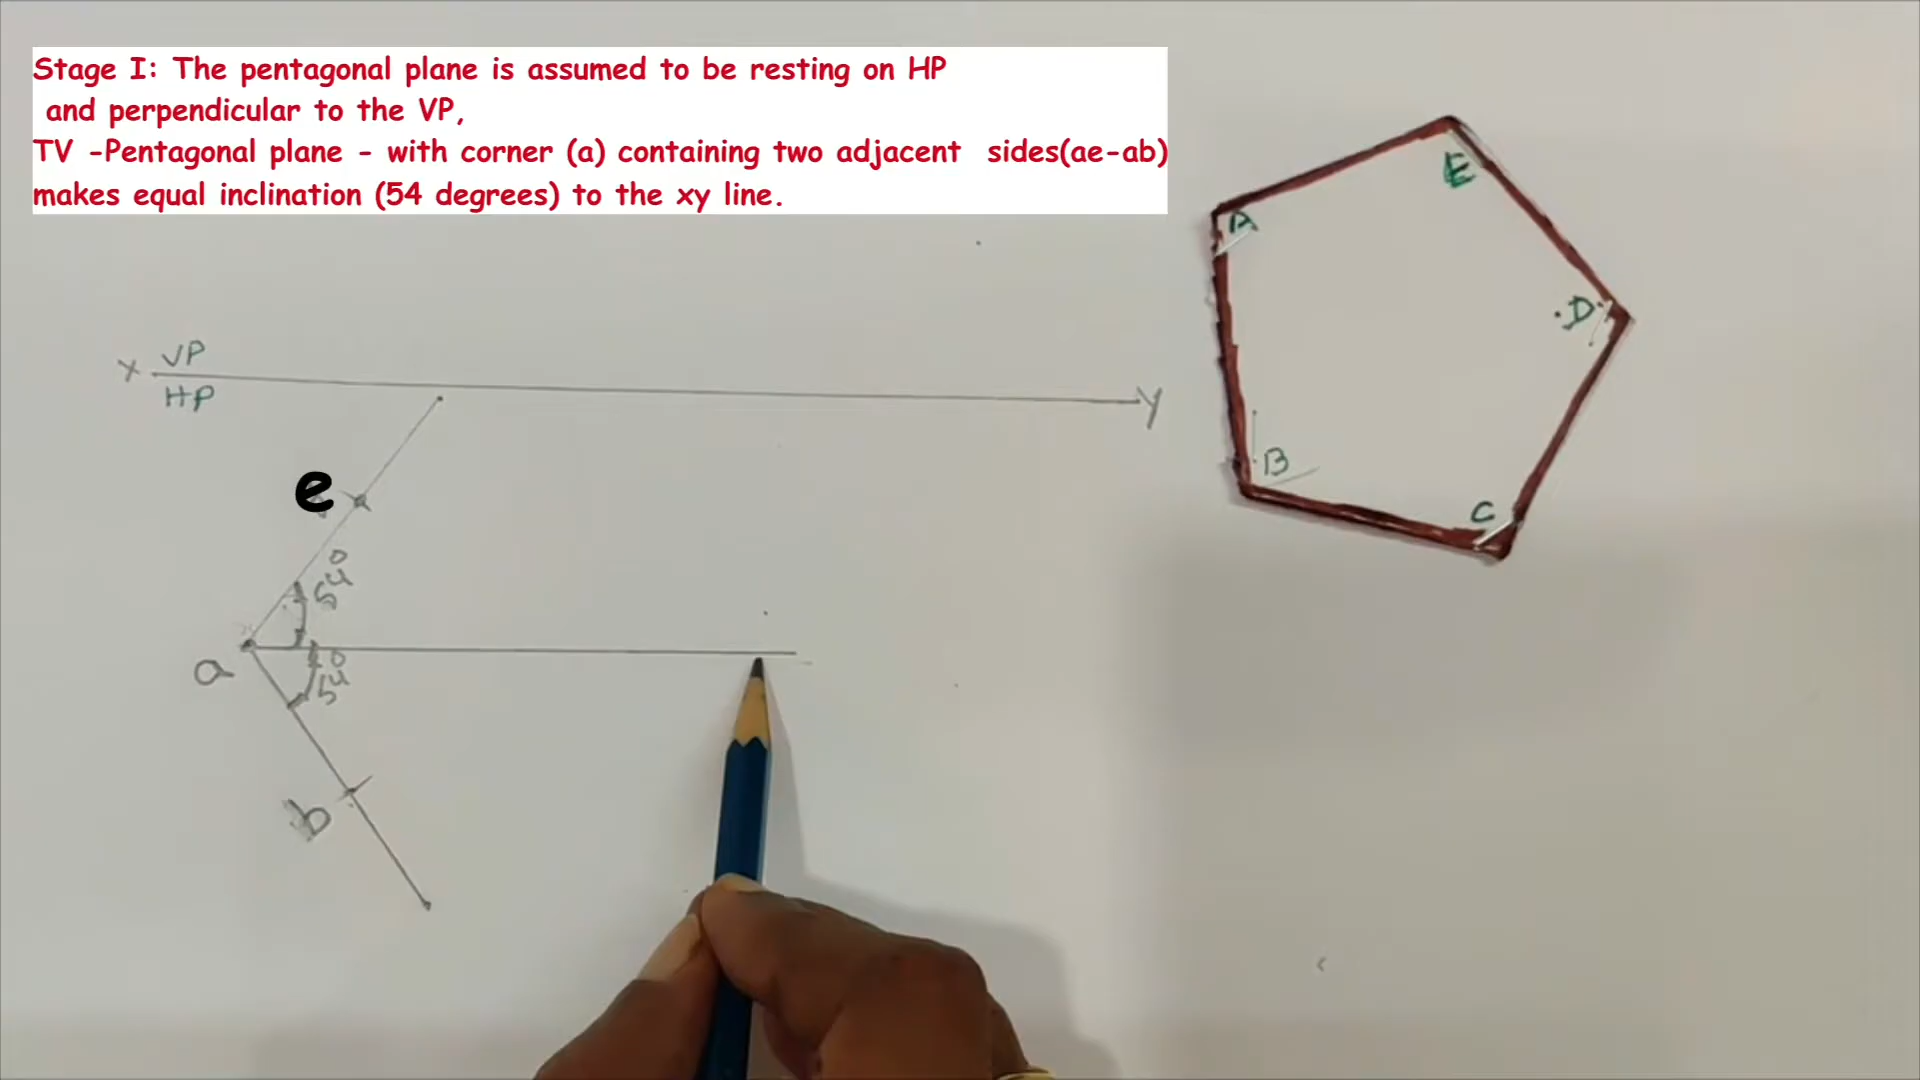 Stage I: The pentagonal plane is assumed to be resting on HP
and perpendicular to the VP,
TV -Pentagonal plane - with corner (a) containing two adjacent sides(ae-ab)
makes equal inclination (54 degrees) to the xy line.
E
A
D
B
C
X
VP
HP
Y
e
54°
a
54°
b